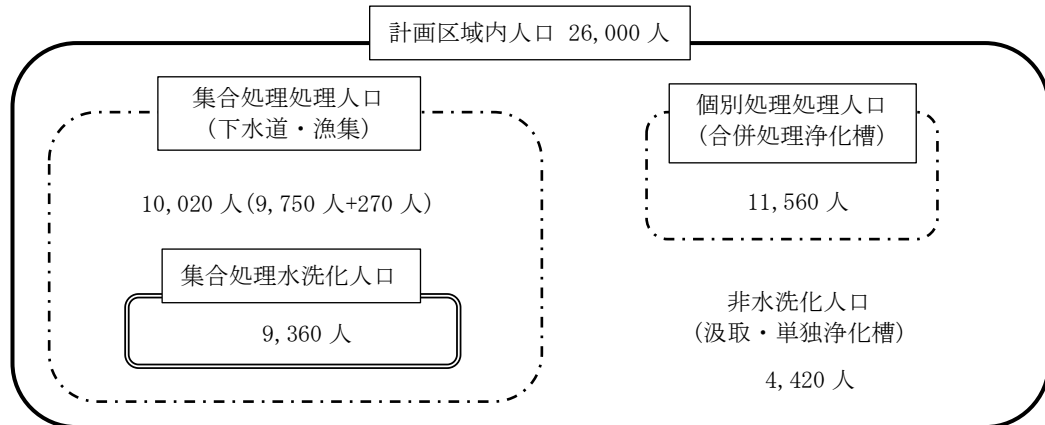 計画区域内人口 26,000 人
集合処理処理人口
(下水道・漁集)
10,020 人(9,750 人+270 人)
集合処理水洗化人口
9,360 人
個別処理処理人口
(合併処理浄化槽)
11,560 人
非水洗化人口
(汲取・単独浄化槽)
4,420 人